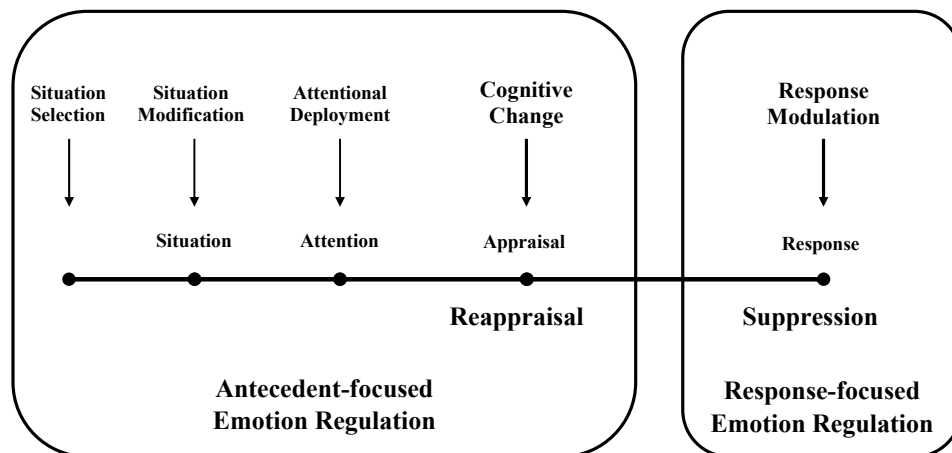 Situation
Selection
Situation
Modification
Attentional
Deployment
Cognitive
Change
Response
Modulation
Situation
Attention
Appraisal
Response
Reappraisal
Suppression
Antecedent-focused
Emotion Regulation
Response-focused
Emotion Regulation